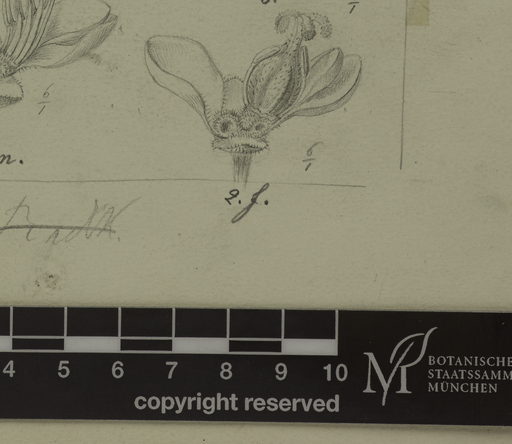 6/1
6/1
n.
2. f.
4 5 6 7 8 9 10
copyright reserved
M
BOTANISCHE
STAATSSAMM
MÜNCHEN